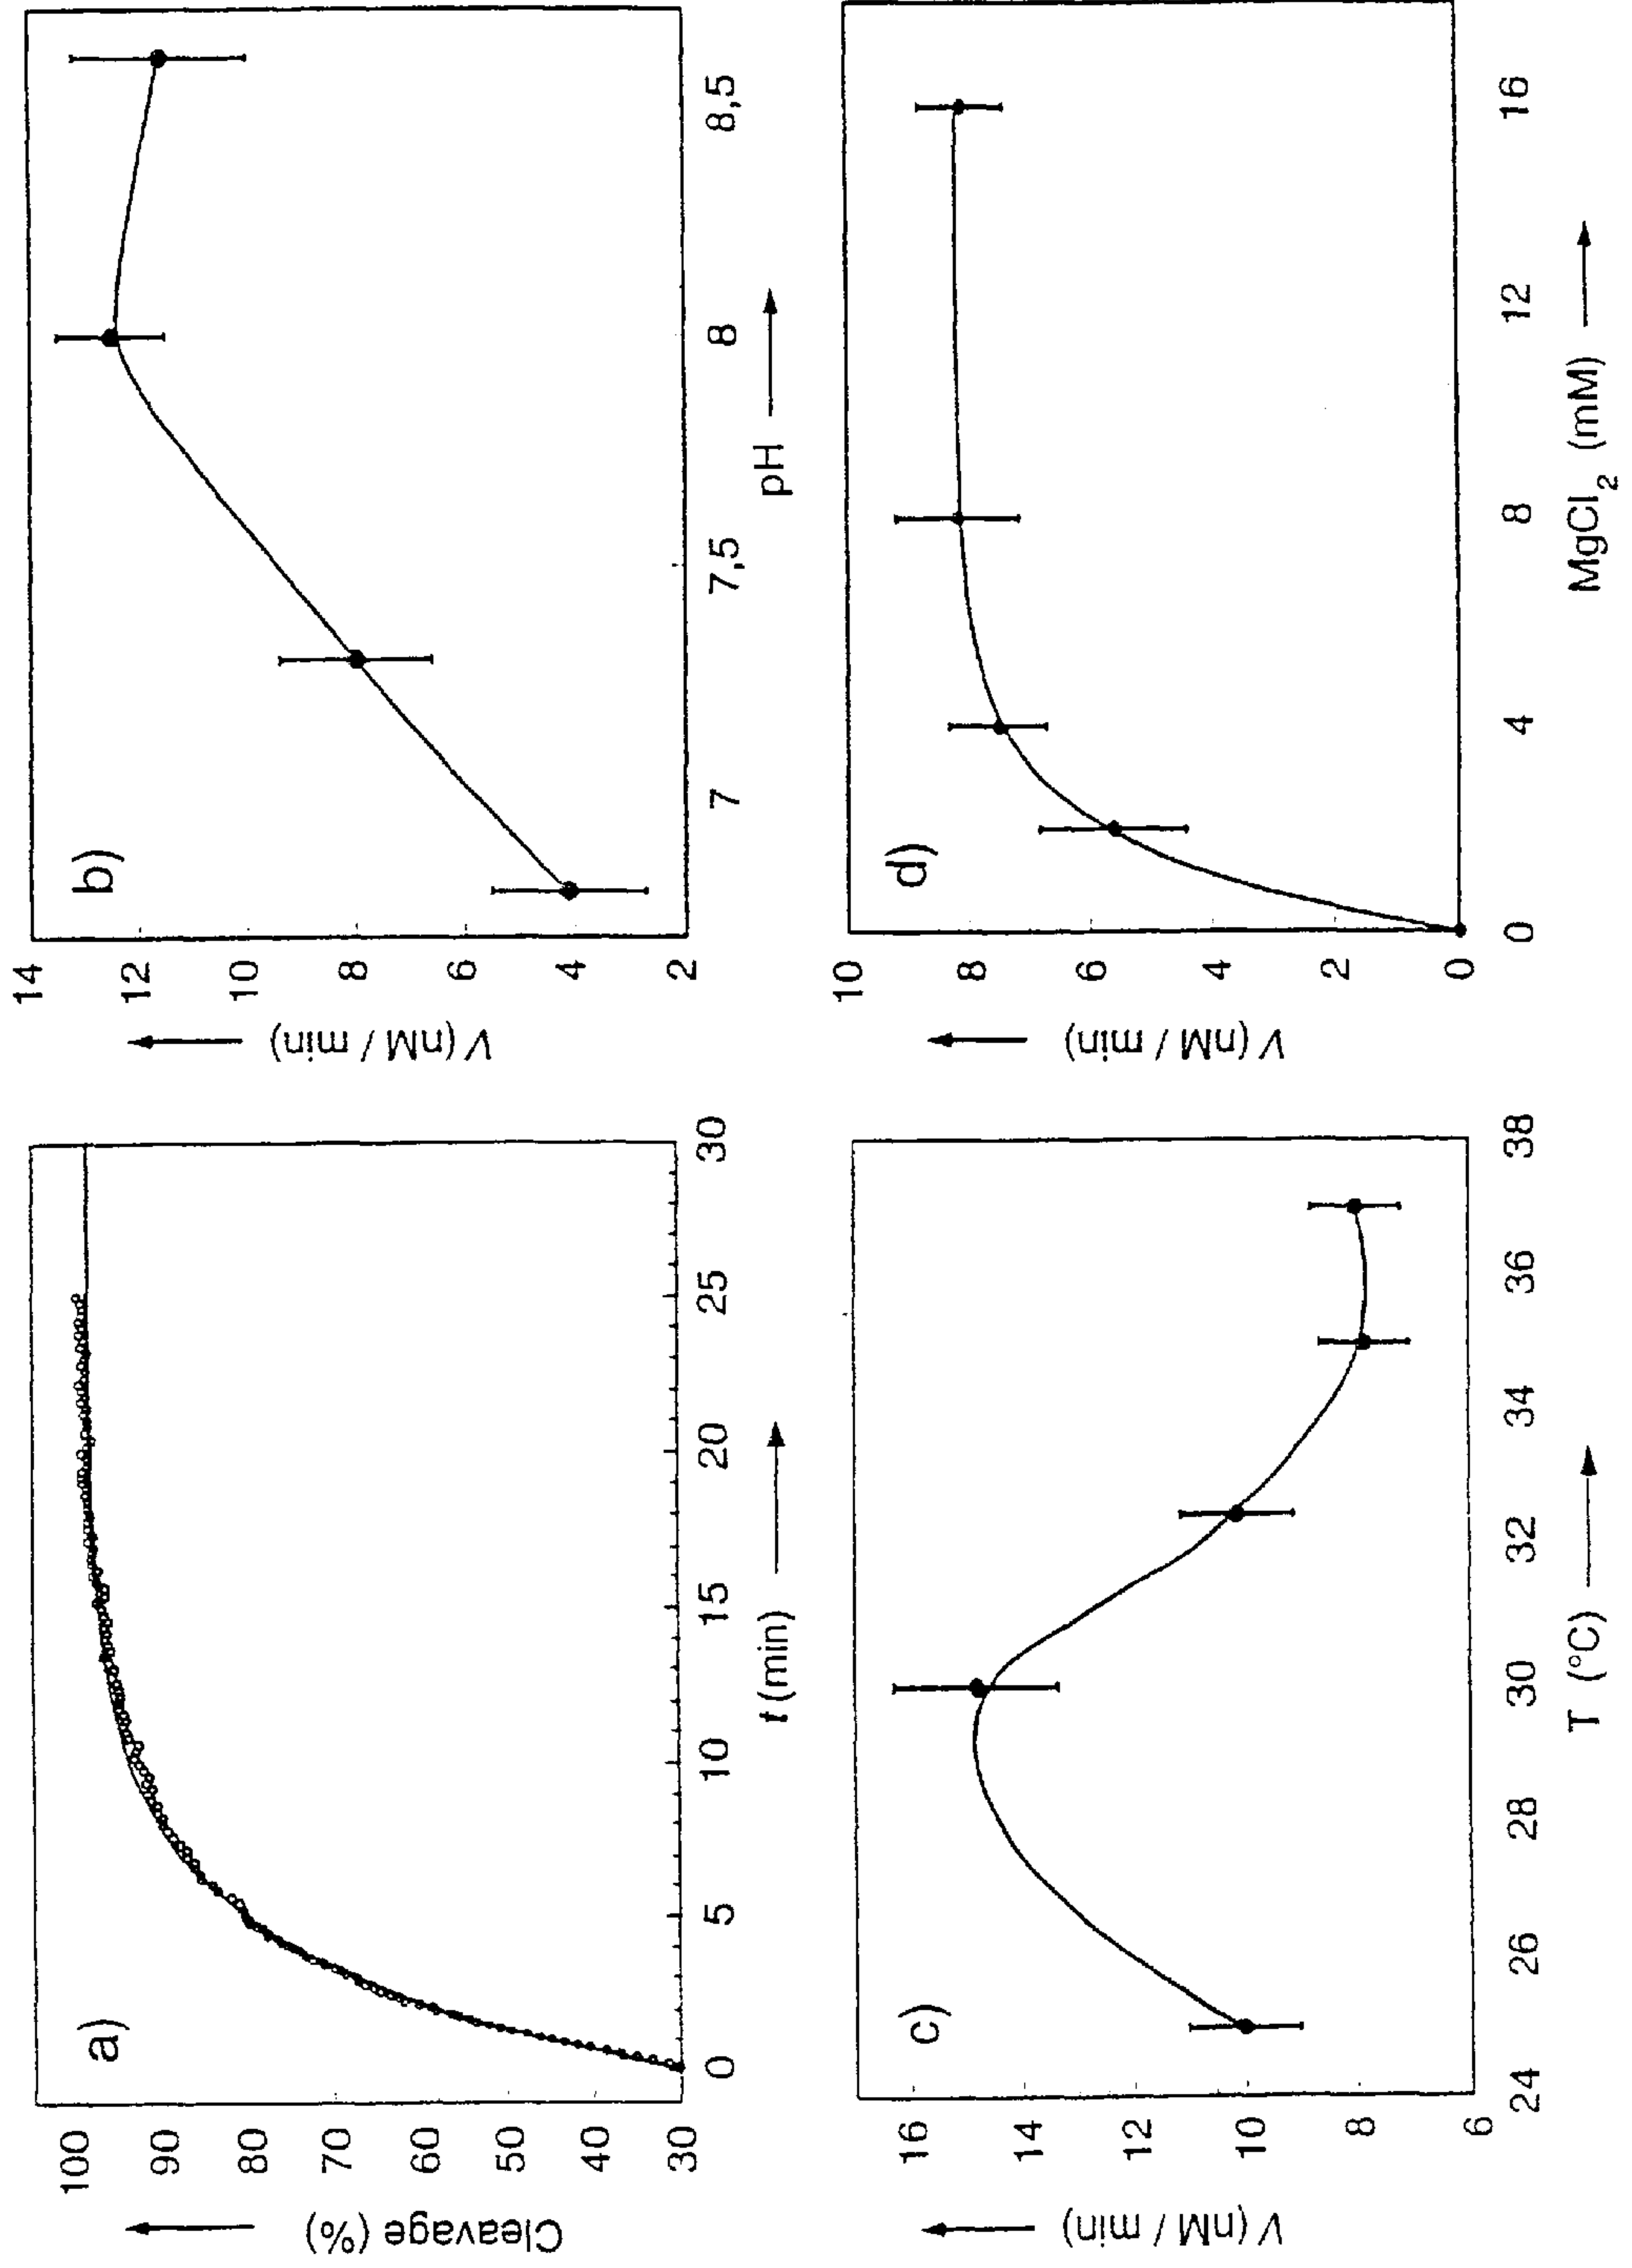 a)
100
90
80
70
60
50
40
30
Cleavage (%)
0 5 10 15 20 25 30
t (min)
b)
14
12
10
8
6
4
2
V (nM / min)
7 7,5 8 8,5
pH
c)
16
14
12
10
8
6
V (nM / min)
24 26 28 30 32 34 36 38
T (°C)
d)
10
8
6
4
2
0
V (nM / min)
0 4 8 12 16
MgCl₂ (mM)